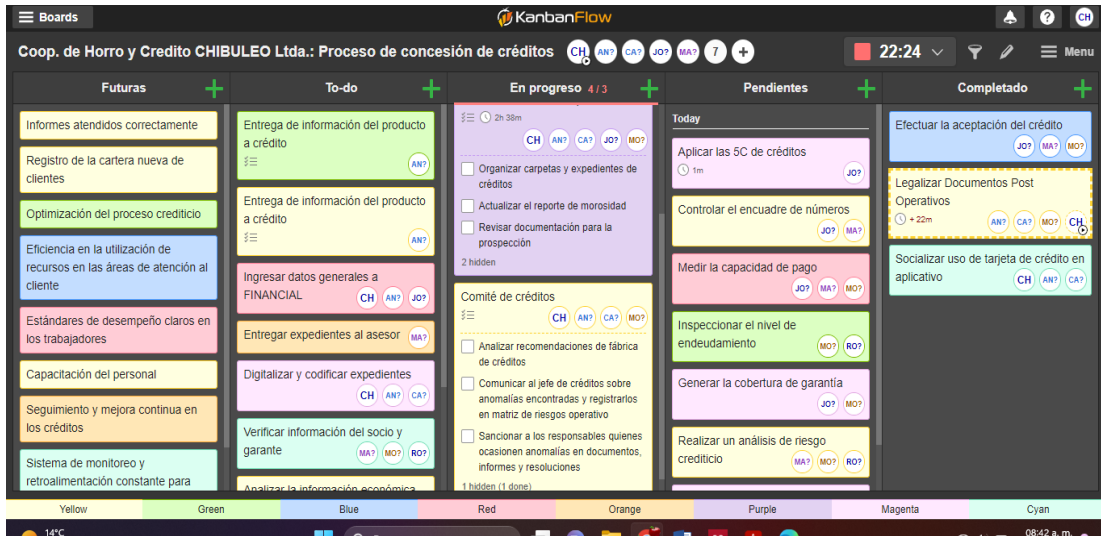 Boards
KanbanFlow
CH
Coop. de Horro y Credito CHIBULEO Ltda.: Proceso de concesión de créditos
CH AN? CA? JO? MA? 7 +
22:24
Menu
Futuras
Informes atendidos correctamente
Registro de la cartera nueva de
clientes
Optimización del proceso crediticio
Eficiencia en la utilización de
recursos en las áreas de atención al
cliente
Estándares de desempeño claros en
los trabajadores
Capacitación del personal
Seguimiento y mejora continua en
los créditos
Sistema de monitoreo y
retroalimentación constante para
To-do
Entrega de información del producto
a crédito
AN?
Entrega de información del producto
a crédito
AN?
Ingresar datos generales a
FINANCIAL
CH AN? JO?
Entregar expedientes al asesor
MA?
Digitalizar y codificar expedientes
CH AN? CA?
Verificar información del socio y
garante
MA? MO? RO?
Analizar la información económica
En progreso 4 / 3
2h 38m
CH AN? CA? JO? MO?
Organizar carpetas y expedientes de
créditos
Actualizar el reporte de morosidad
Revisar documentación para la
prospección
2 hidden
Comité de créditos
CH AN? CA? MO?
Analizar recomendaciones de fábrica
de créditos
Comunicar al jefe de créditos sobre
anomalías encontradas y registrarlos
en matriz de riesgos operativo
Sancionar a los responsables quienes
ocasionen anomalías en documentos,
informes y resoluciones
1 hidden (1 done)
Pendientes
Today
Aplicar las 5C de créditos
1m
JO?
Controlar el encuadre de números
JO? MA?
Medir la capacidad de pago
JO? MA? MO?
Inspeccionar el nivel de
endeudamiento
MO? RO?
Generar la cobertura de garantía
JO? MO?
Realizar un análisis de riesgo
crediticio
MA? MO? RO?
Completado
Efectuar la aceptación del crédito
JO? MA? MO?
Legalizar Documentos Post
Operativos
+ 22m
AN? CA? MO? CH
Socializar uso de tarjeta de crédito en
aplicativo
CH AN? CA?
Yellow Green Blue Red Orange Purple Magenta Cyan
14°C
08:42 a. m.